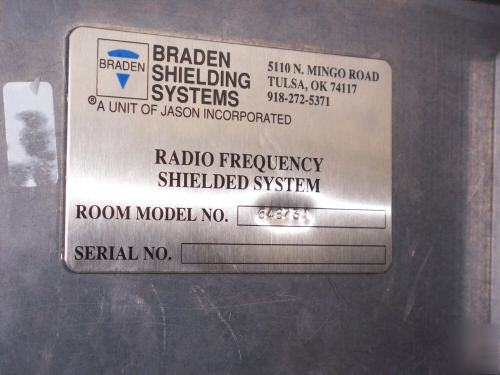 BRADEN
BRADEN
SHIELDING
SYSTEMS
®A UNIT OF JASON INCORPORATED
5110 N. MINGO ROAD
TULSA, OK 74117
918-272-5371
RADIO FREQUENCY
SHIELDED SYSTEM
ROOM MODEL NO.
SERIAL NO.